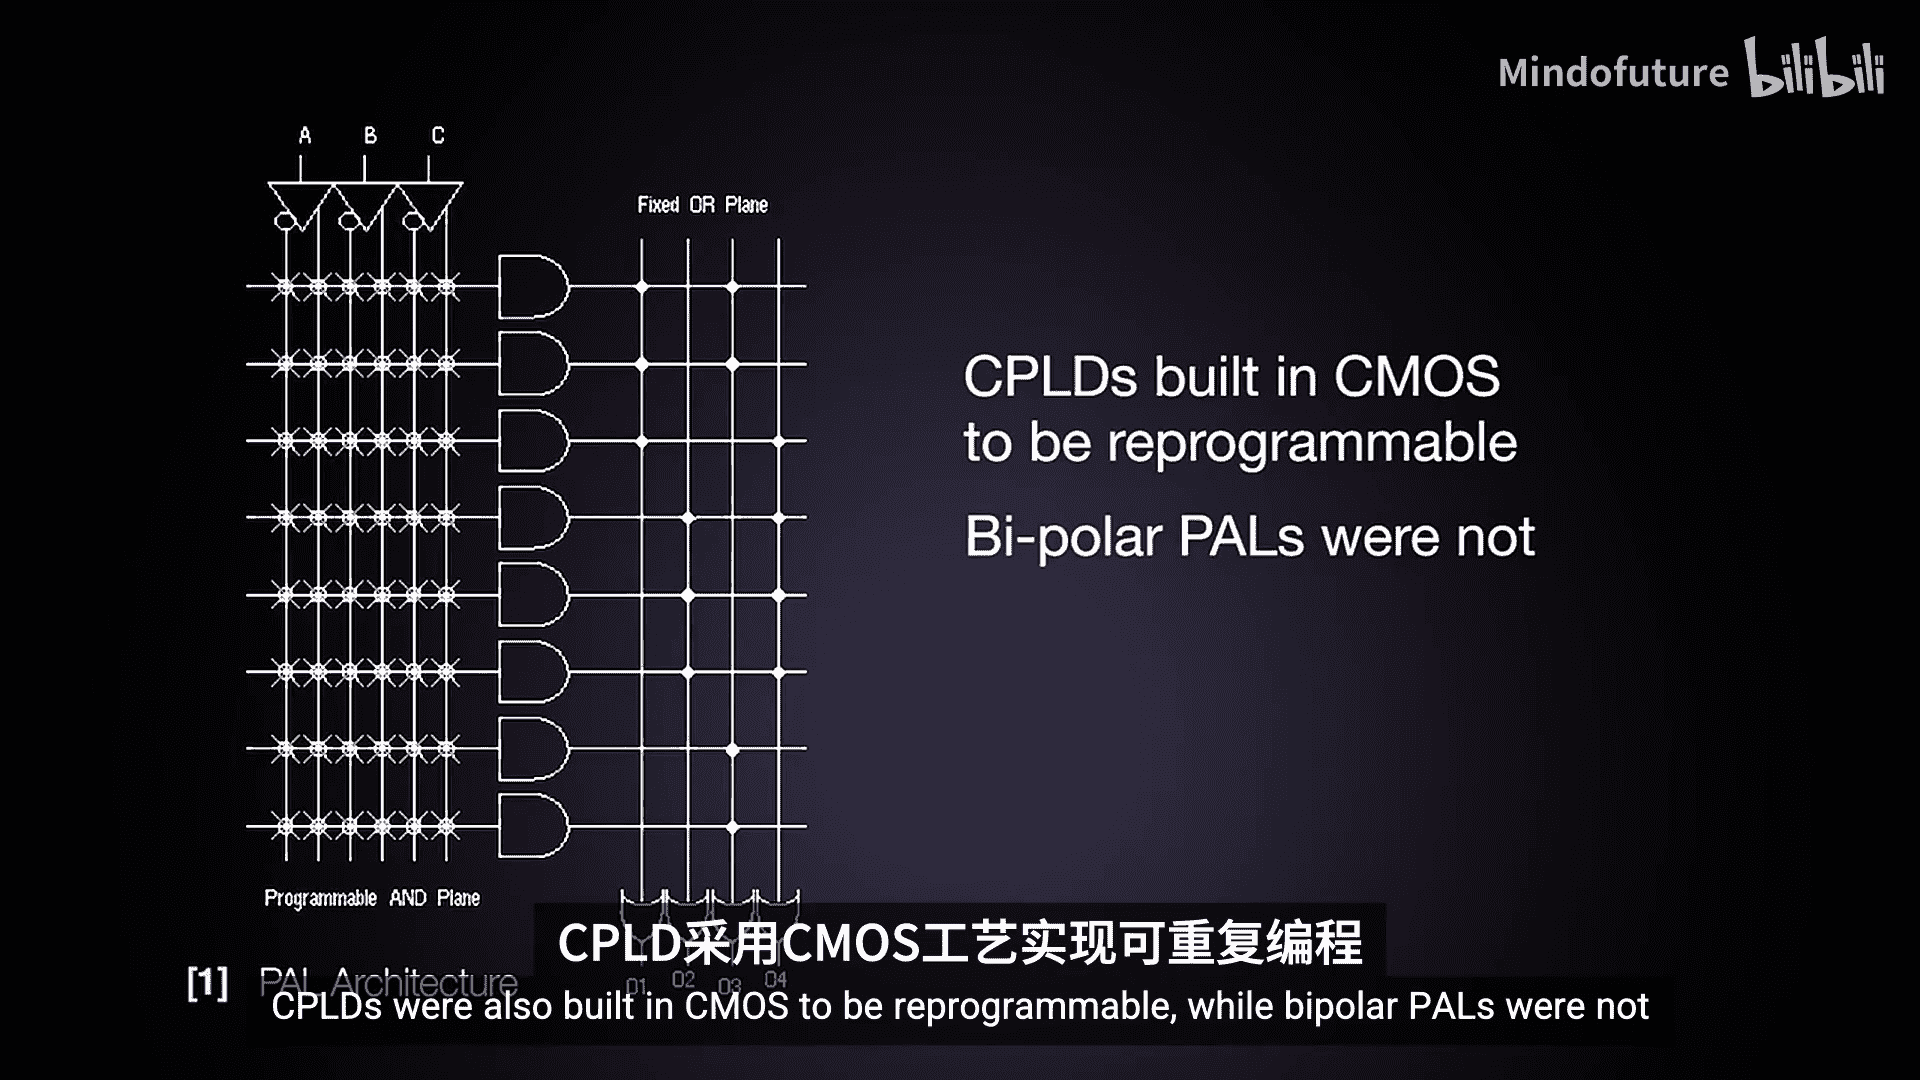 Mindofuture bilibili
A B C
Fixed OR Plane
CPLDs built in CMOS
to be reprogrammable
Bi-polar PALs were not
Programmable AND Plane
O1 O2 O3 O4
[1] PAL Architecture
CPLD采用CMOS工艺实现可重复编程
CPLDs were also built in CMOS to be reprogrammable, while bipolar PALs were not